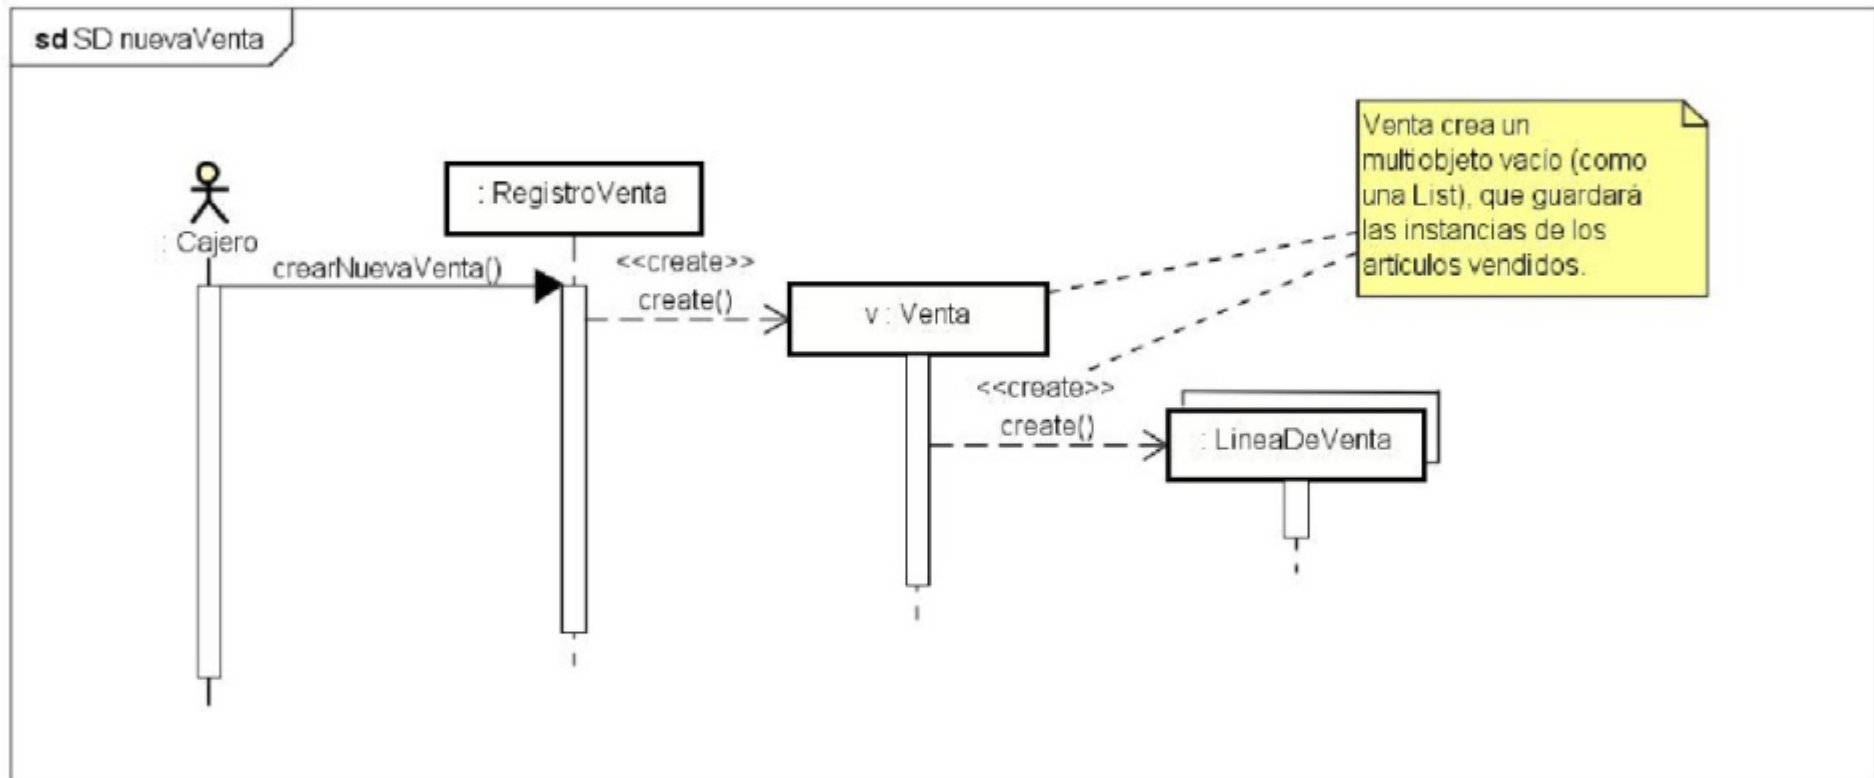 sd SD nuevaVenta
Venta crea un
multiobjeto vacío (como
una List), que guardará
las instancias de los
artículos vendidos.
: RegistroVenta
: Cajero
crearNuevaVenta()
<<create>>
create()
v : Venta
<<create>>
create()
: LineaDeVenta